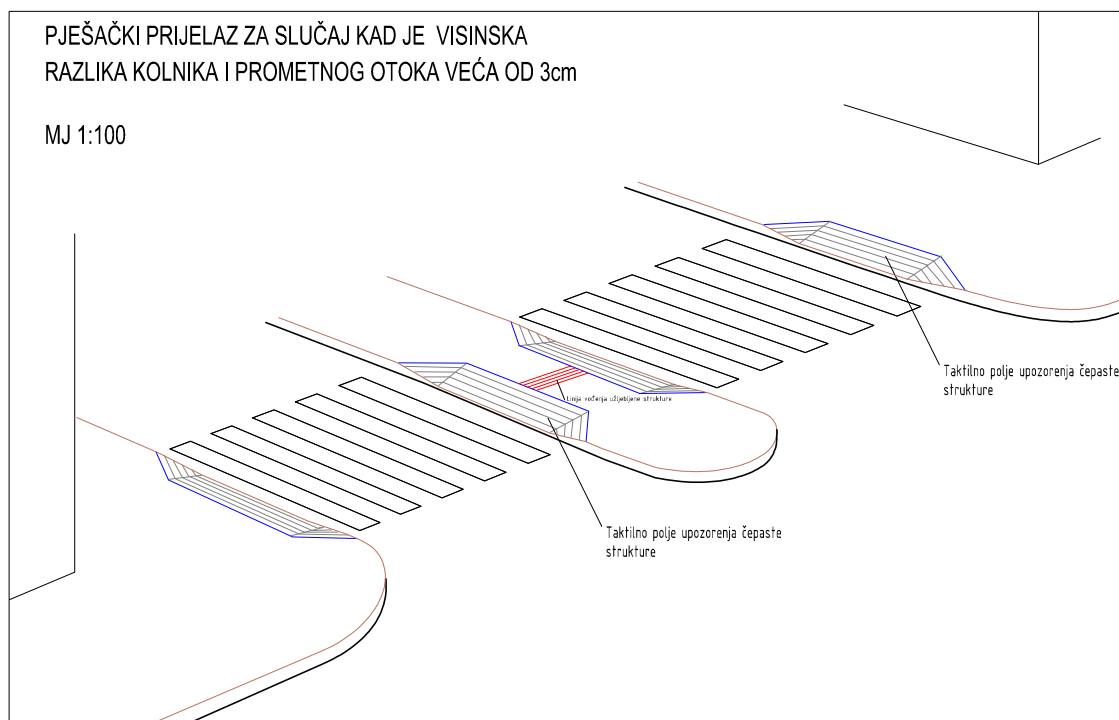 PJEŠAČKI PRIJELAZ ZA SLUČAJ KAD JE VISINSKA
RAZLIKA KOLNIKA I PROMETNOG OTOKA VEĆA OD 3cm
MJ 1:100
Taktilno polje upozorenja čepaste
strukture
Linija vođenja užljebljene strukture
Taktilno polje upozorenja čepaste
strukture